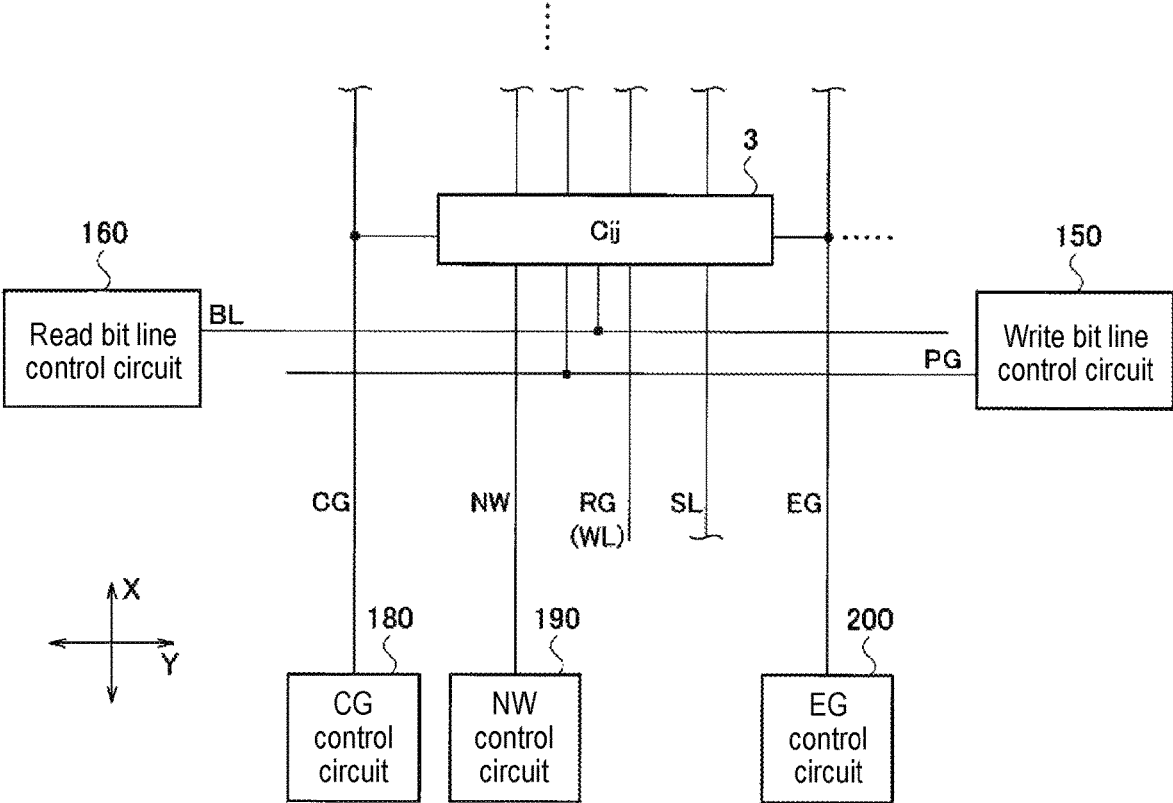 3
Cij
160
150
Read bit line
control circuit
BL
Write bit line
control circuit
PG
CG
NW
RG
(WL)
SL
EG
X
Y
180
190
200
CG
control
circuit
NW
control
circuit
EG
control
circuit